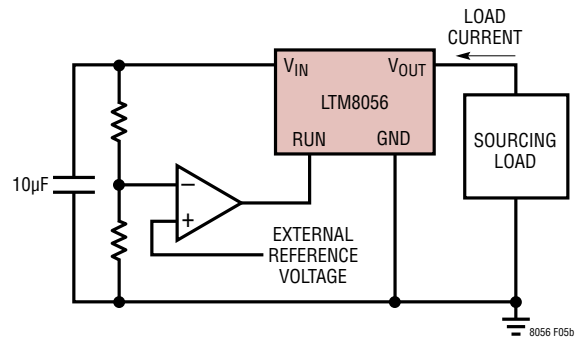 LOAD
CURRENT
VIN
VOUT
LTM8056
RUN
GND
SOURCING
LOAD
10µF
−
+
EXTERNAL
REFERENCE
VOLTAGE
8056 F05b